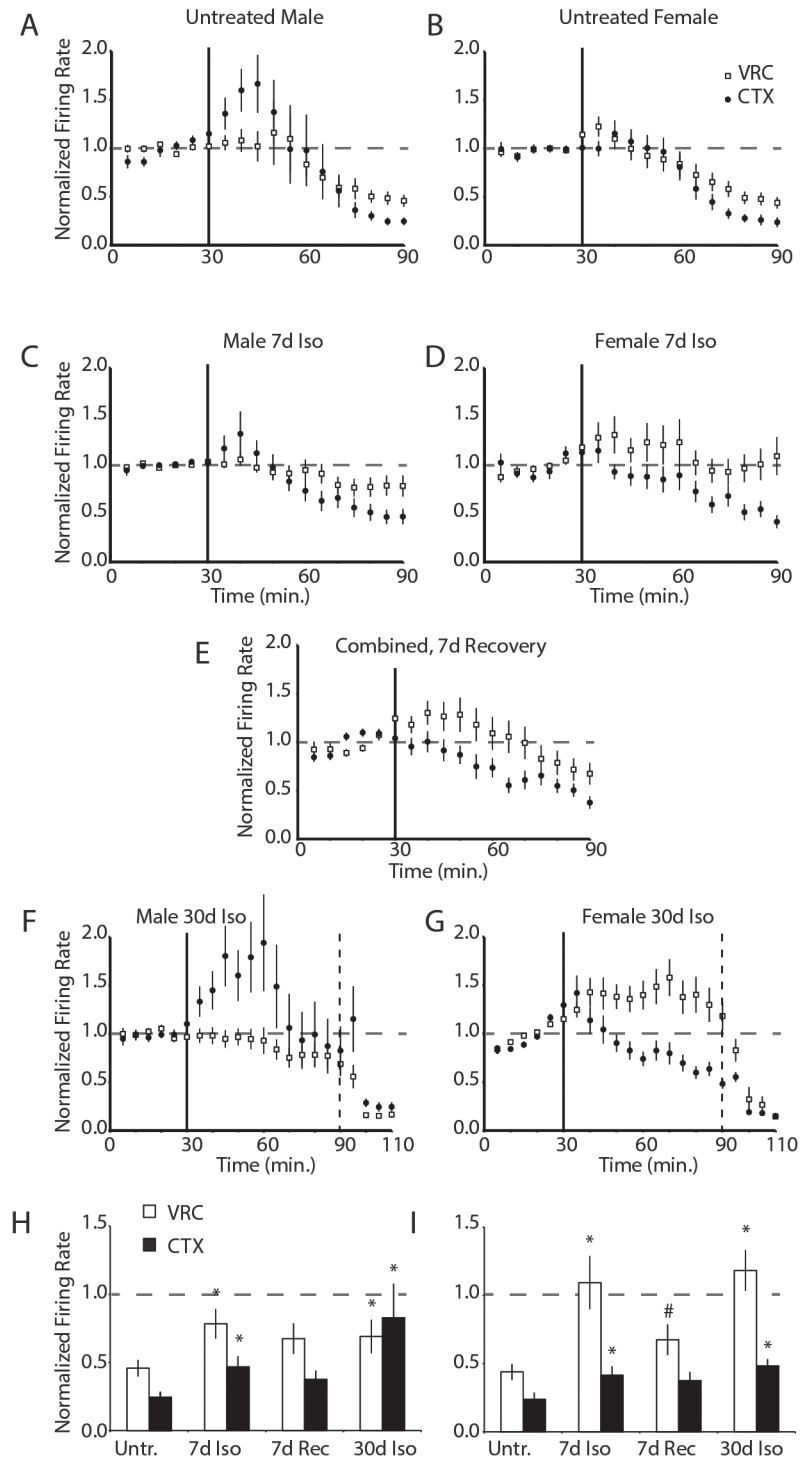 A
Untreated Male
Normalized Firing Rate
2.0
1.5
1.0
0.5
0.0
0
30
60
90
B
Untreated Female
VRC
CTX
2.0
1.5
1.0
0.5
0.0
0
30
60
90
C
Male 7d Iso
Normalized Firing Rate
2.0
1.5
1.0
0.5
0.0
0
30
60
90
Time (min.)
D
Female 7d Iso
2.0
1.5
1.0
0.5
0.0
0
30
60
90
Time (min.)
E
Combined, 7d Recovery
Normalized Firing Rate
2.0
1.5
1.0
0.5
0.0
0
30
60
90
Time (min.)
F
Male 30d Iso
Normalized Firing Rate
2.0
1.5
1.0
0.5
0.0
0
30
60
90
110
Time (min.)
G
Female 30d Iso
2.0
1.5
1.0
0.5
0.0
0
30
60
90
110
Time (min.)
H
VRC
CTX
Normalized Firing Rate
1.5
1.0
0.5
0.0
*
*
*
*
Untr.
7d Iso
7d Rec
30d Iso
I
1.5
1.0
0.5
0.0
*
*
#
*
*
Untr.
7d Iso
7d Rec
30d Iso